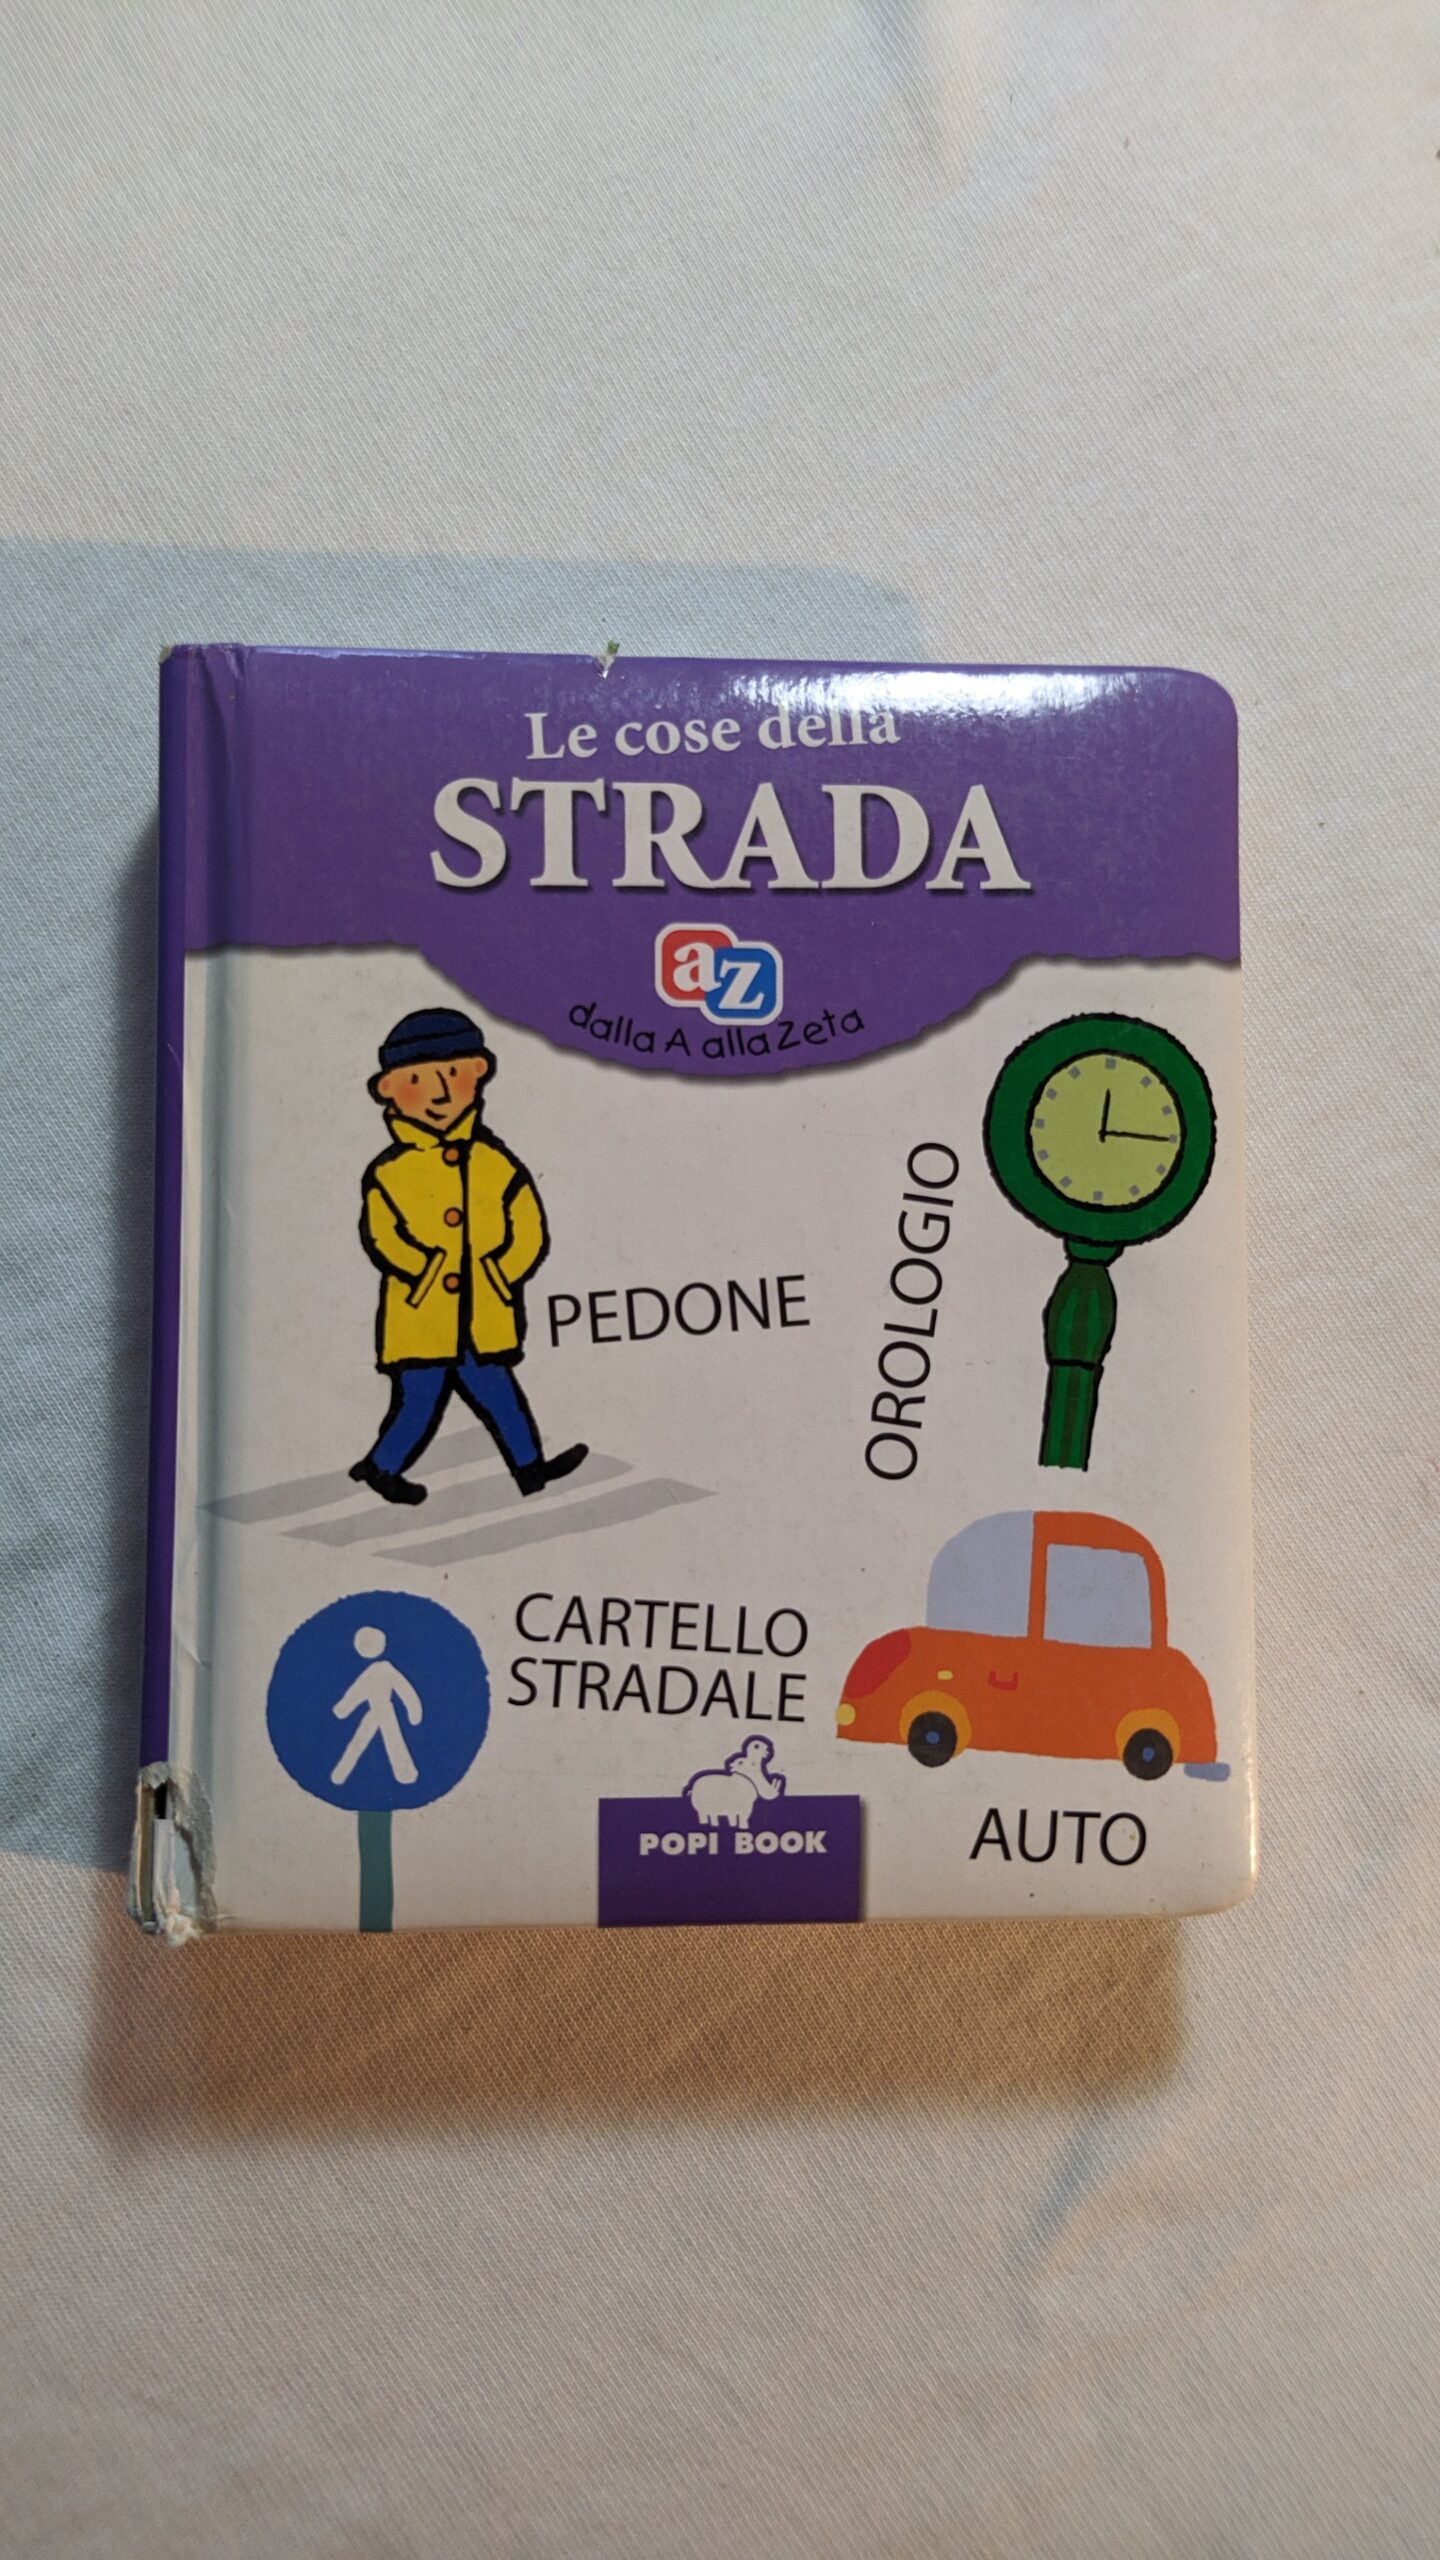 Le cose della
STRADA
az
dalla A alla Zeta
PEDONE
OROLOGIO
CARTELLO
STRADALE
AUTO
POPI BOOK